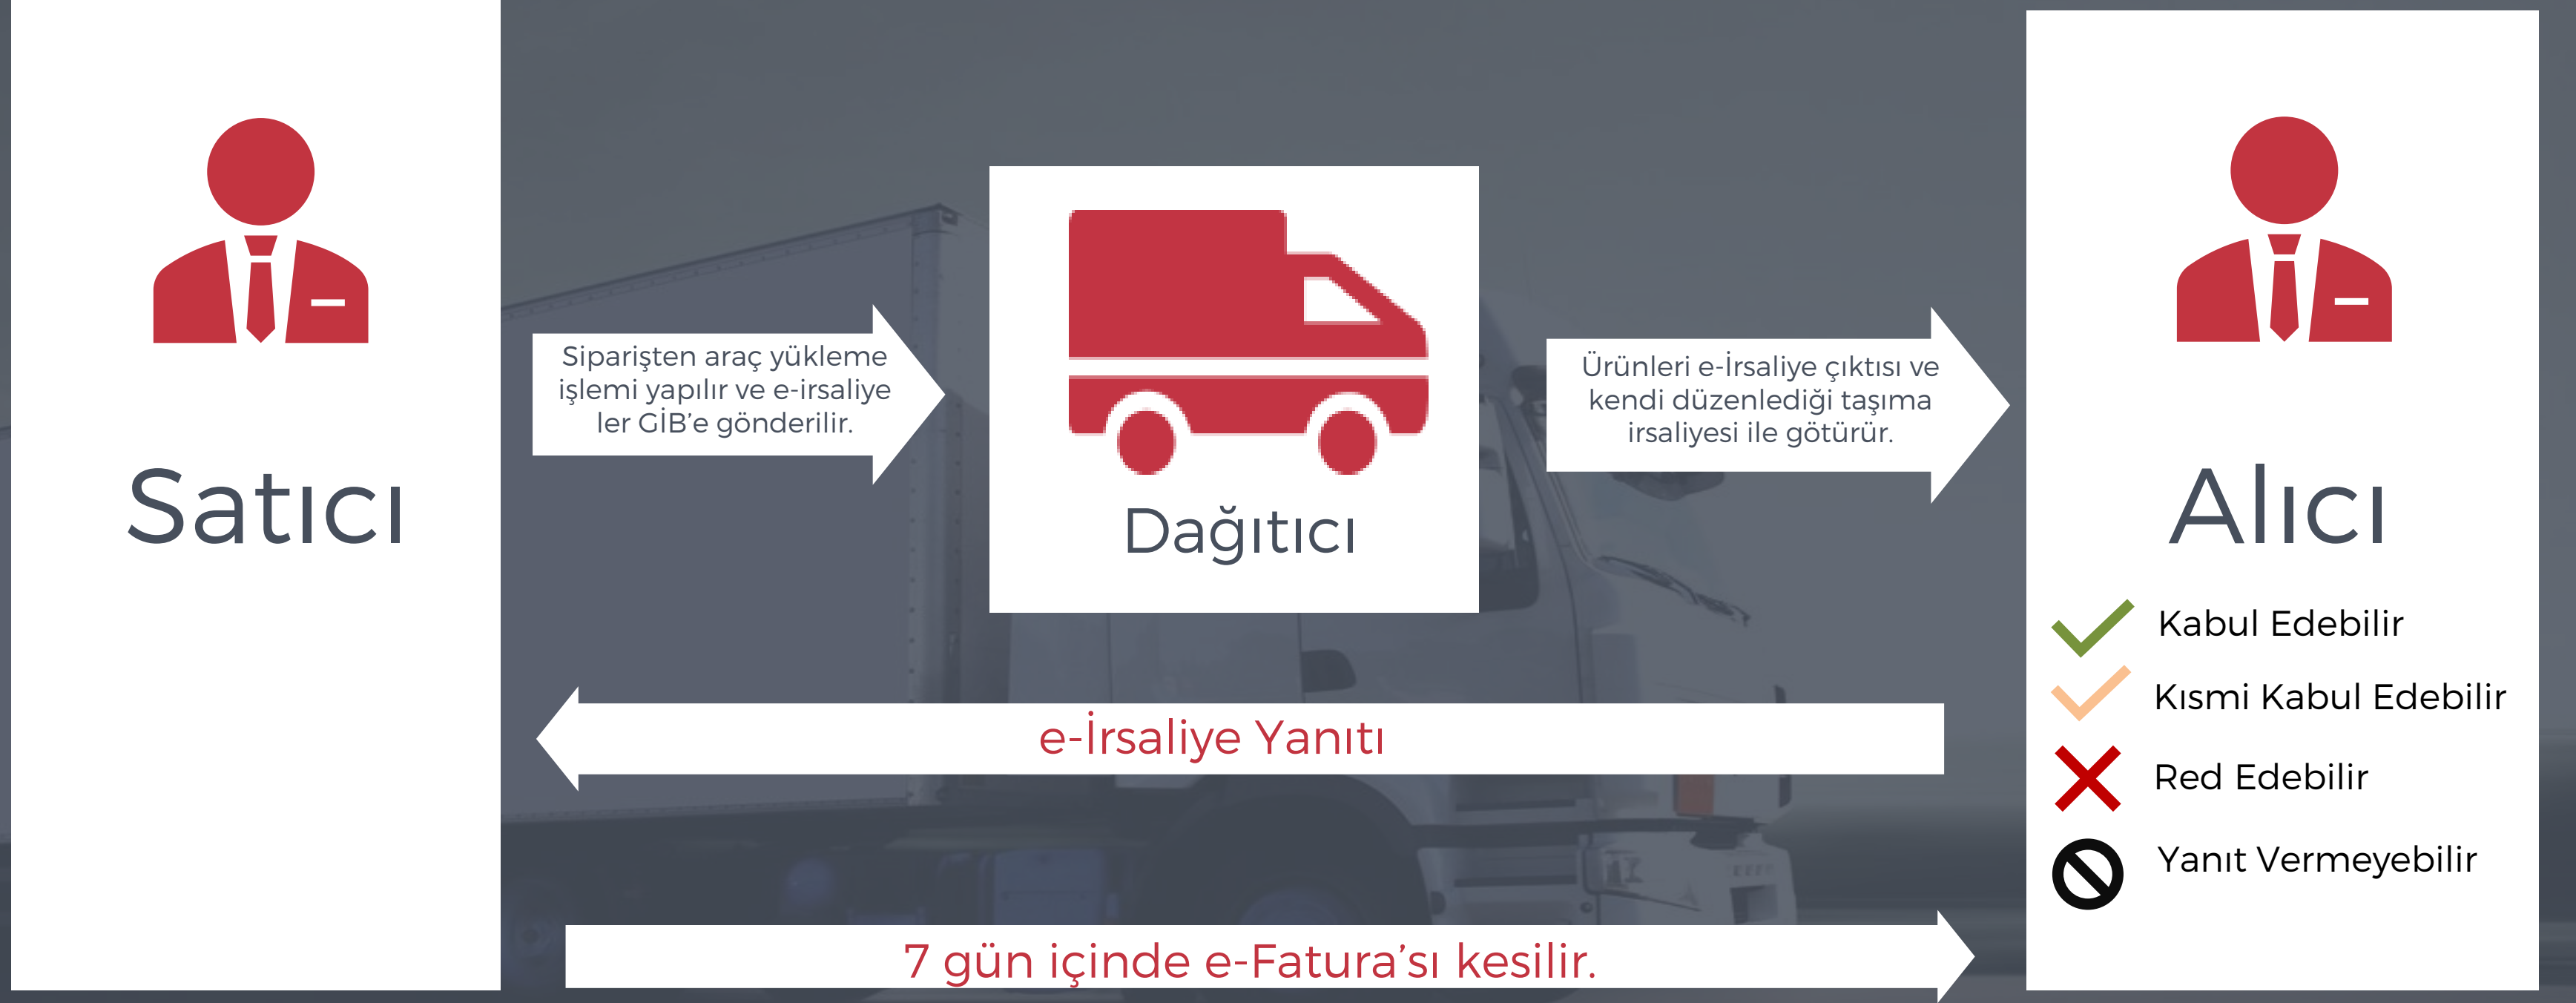 Satıcı
Siparişten araç yükleme
işlemi yapılır ve e-irsaliye
ler GİB’e gönderilir.
Dağıtıcı
Ürünleri e-İrsaliye çıktısı ve
kendi düzenlediği taşıma
irsaliyesi ile götürür.
Alıcı
Kabul Edebilir
Kısmi Kabul Edebilir
Red Edebilir
Yanıt Vermeyebilir
e-İrsaliye Yanıtı
7 gün içinde e-Fatura’sı kesilir.